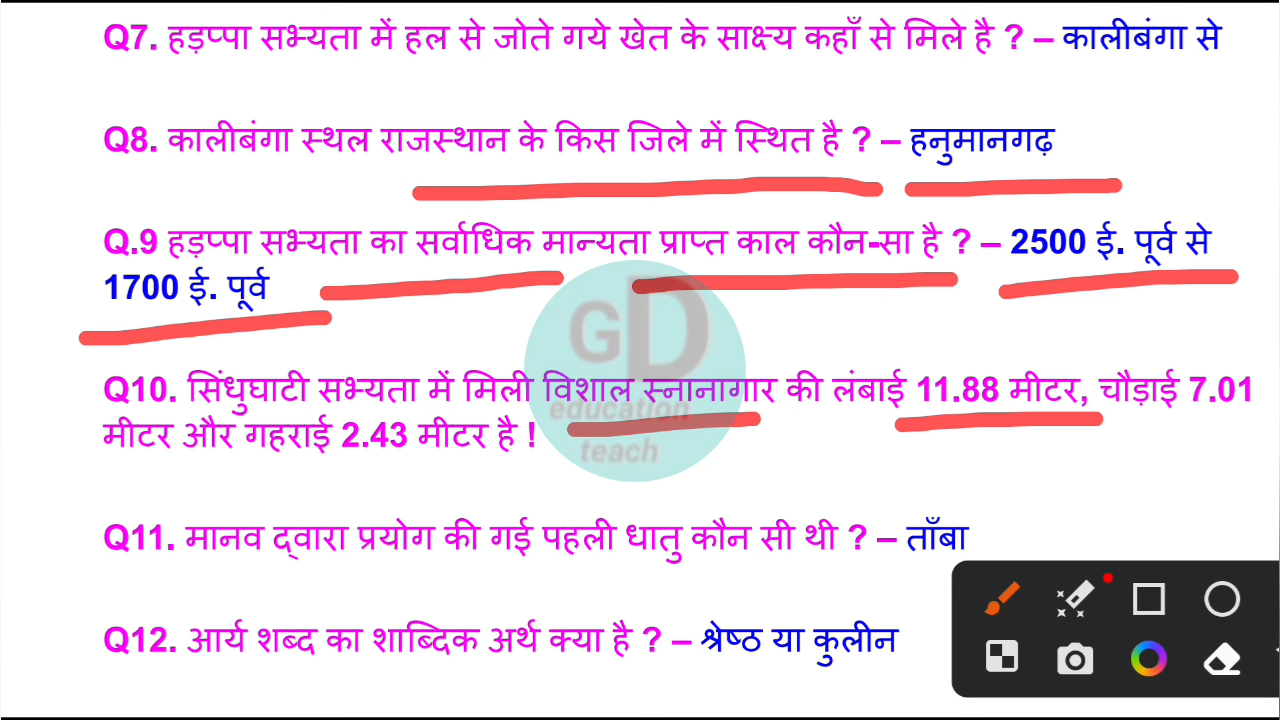 Q7. हड़प्पा सभ्यता में हल से जोते गये खेत के साक्ष्य कहाँ से मिले है ? – कालीबंगा से
Q8. कालीबंगा स्थल राजस्थान के किस जिले में स्थित है ? – हनुमानगढ़
Q.9 हड़प्पा सभ्यता का सर्वाधिक मान्यता प्राप्त काल कौन-सा है ? – 2500 ई. पूर्व से
1700 ई. पूर्व
Q10. सिंधुघाटी सभ्यता में मिली विशाल स्नानागार की लंबाई 11.88 मीटर, चौड़ाई 7.01
मीटर और गहराई 2.43 मीटर है !
Q11. मानव द्वारा प्रयोग की गई पहली धातु कौन सी थी ? – ताँबा
Q12. आर्य शब्द का शाब्दिक अर्थ क्या है ? – श्रेष्ठ या कुलीन
GD
education
teach